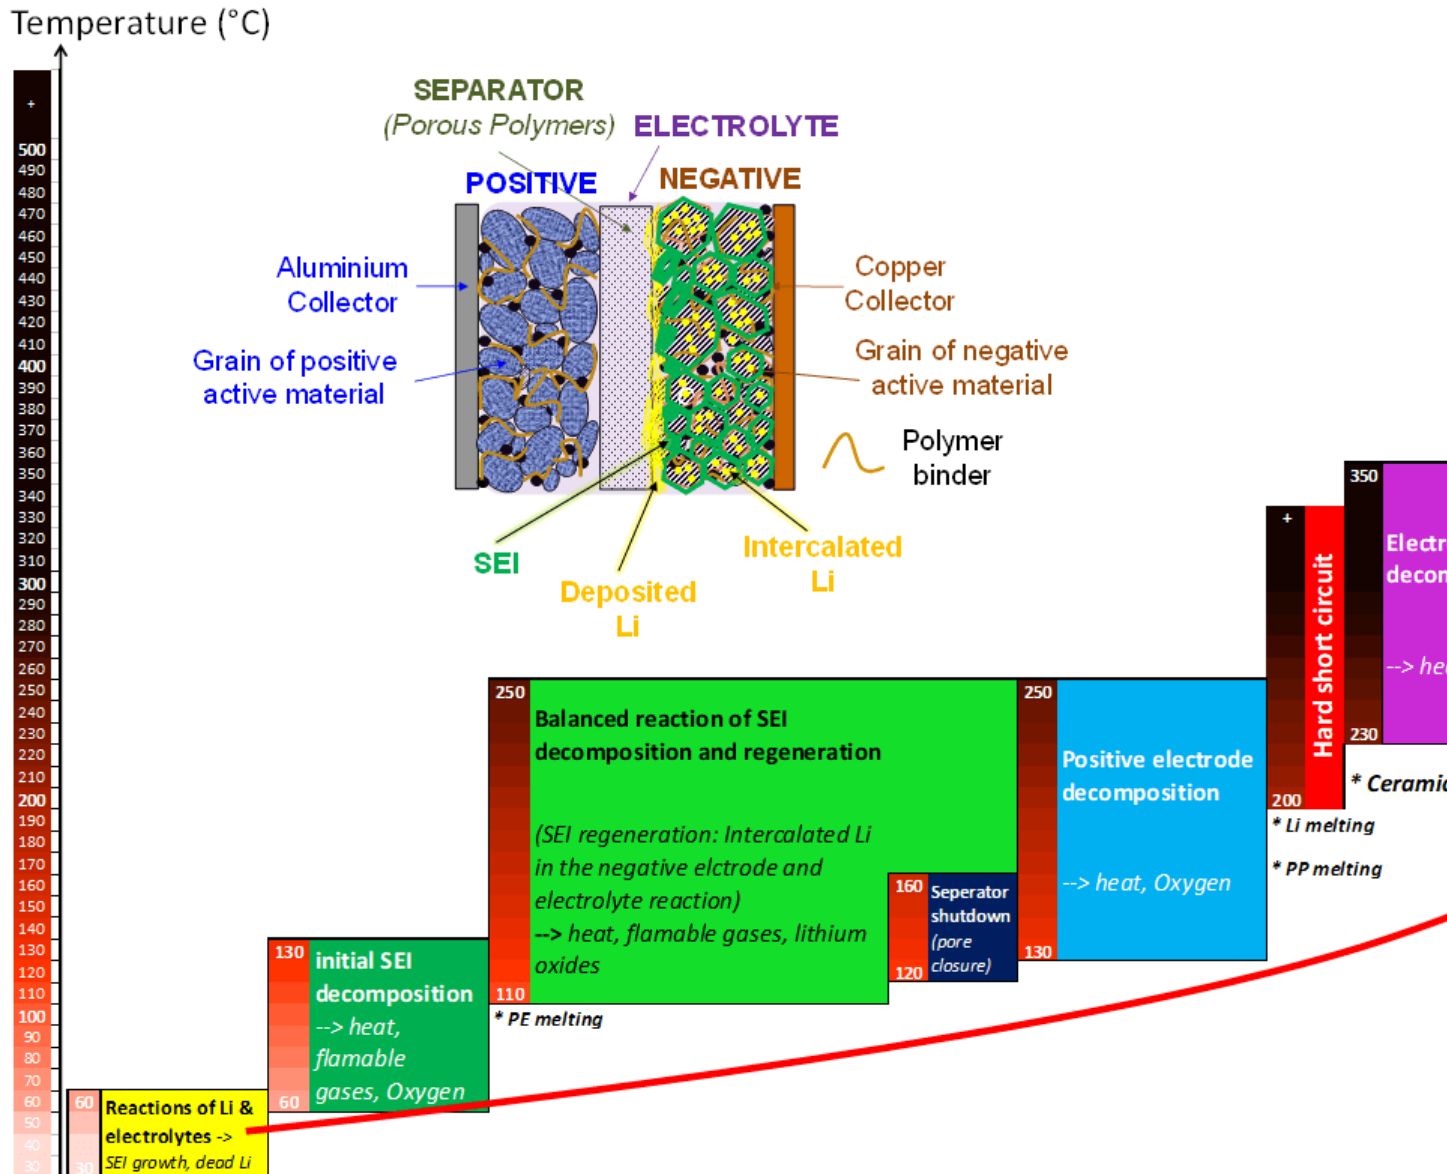 Temperature (°C)
+
500
490
480
470
460
450
440
430
420
410
400
390
380
370
360
350
340
330
320
310
300
290
280
270
260
250
240
230
220
210
200
190
180
170
160
150
140
130
120
110
100
90
80
70
60
50
40
30
SEPARATOR
(Porous Polymers)
ELECTROLYTE
POSITIVE
NEGATIVE
Aluminium
Collector
Copper
Collector
Grain of positive
active material
Grain of negative
active material
Polymer
binder
SEI
Deposited
Li
Intercalated
Li
60
30
Reactions of Li &
electrolytes ->
SEI growth, dead Li
130
60
initial SEI
decomposition
--> heat,
flamable
gases, Oxygen
250
110
Balanced reaction of SEI
decomposition and regeneration
(SEI regeneration: Intercalated Li
in the negative elctrode and
electrolyte reaction)
--> heat, flamable gases, lithium
oxides
* PE melting
160
120
Seperator
shutdown
(pore
closure)
250
130
Positive electrode
decomposition
--> heat, Oxygen
+
200
Hard short circuit
* Li melting
* PP melting
350
230
Electr
decom
--> hea
* Ceramic